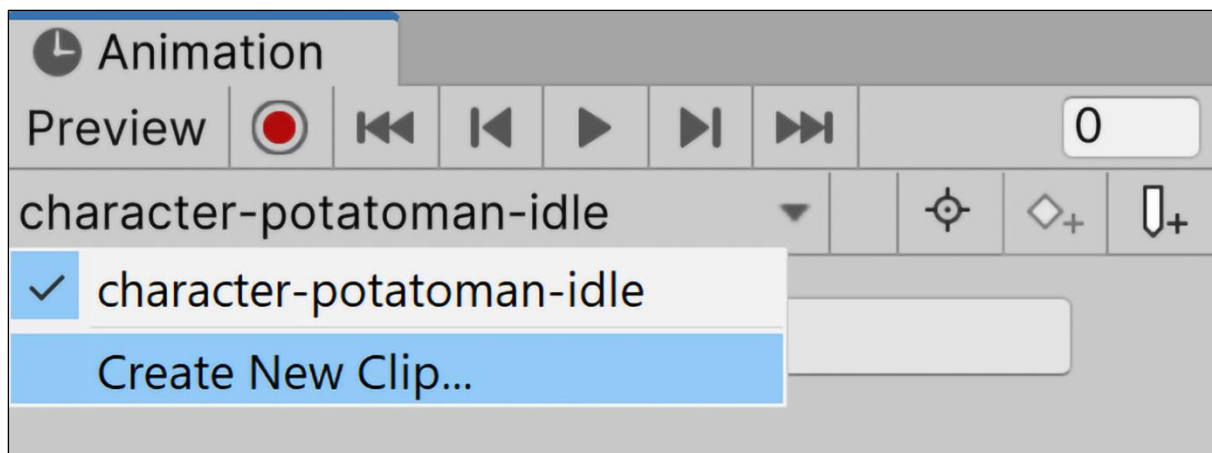 Animation
Preview 0
character-potatoman-idle
character-potatoman-idle
Create New Clip...